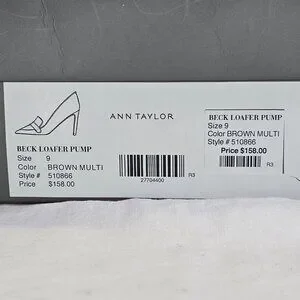 ANN TAYLOR
BECK LOAFER PUMP
Size 9
Color BROWN MULTI
Style # 510866
Price $158.00
27704400
R3
BECK LOAFER PUMP
Size 9
Color BROWN MULTI
Style # 510866
Price $158.00
R3